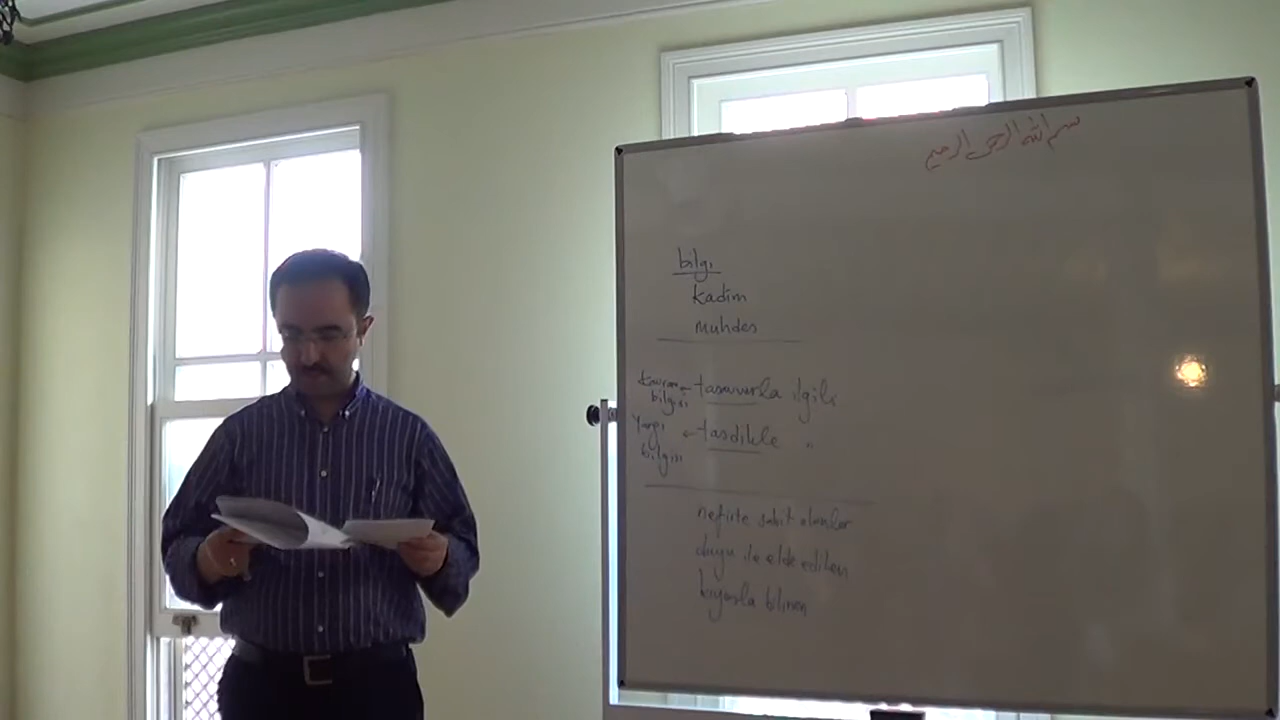 بسم الله الرحمن الرحيم
bilgi
kadim
muhdes
Kavram bilgisi ← tasavvurla ilgili
Yargı bilgisi ← tasdikle "
nefiste sabit olanlar
duyu ile elde edilen
kıyasla bilinen